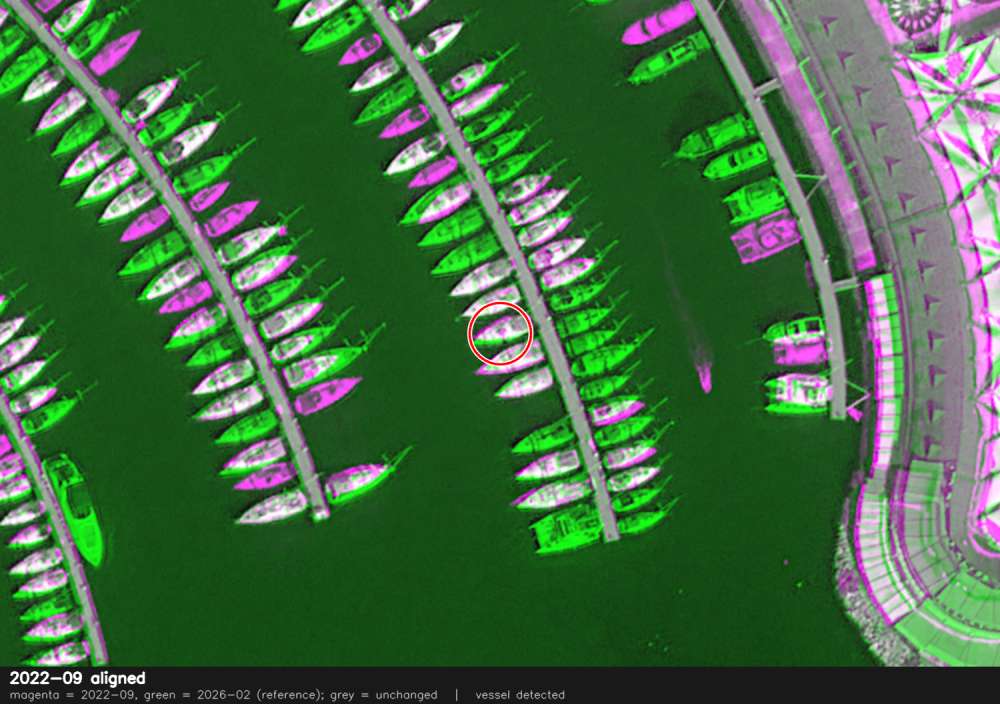 2022-09 aligned
magenta = 2022-09, green = 2026-02 (reference); grey = unchanged | vessel detected